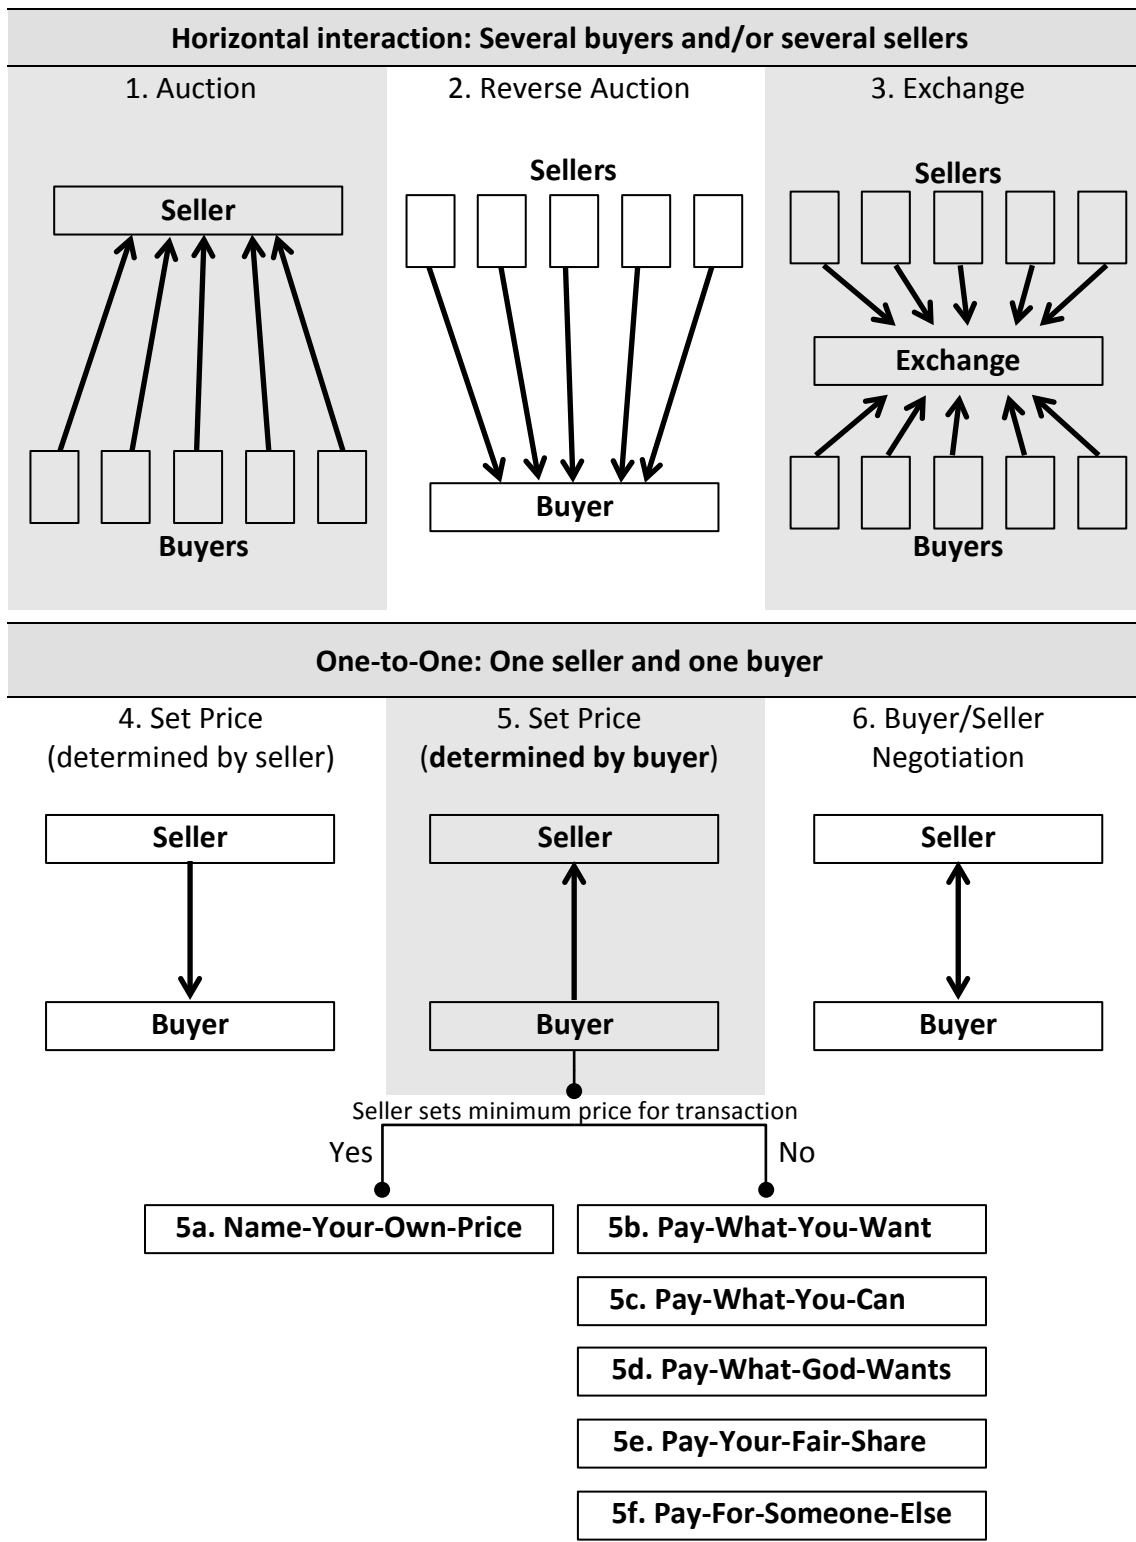 Horizontal interaction: Several buyers and/or several sellers
1. Auction
2. Reverse Auction
3. Exchange
Seller
Buyers
Sellers
Buyer
Sellers
Exchange
Buyers
One-to-One: One seller and one buyer
4. Set Price
(determined by seller)
5. Set Price
(determined by buyer)
6. Buyer/Seller
Negotiation
Seller
Buyer
Seller
Buyer
Seller
Buyer
Seller sets minimum price for transaction
Yes
No
5a. Name-Your-Own-Price
5b. Pay-What-You-Want
5c. Pay-What-You-Can
5d. Pay-What-God-Wants
5e. Pay-Your-Fair-Share
5f. Pay-For-Someone-Else